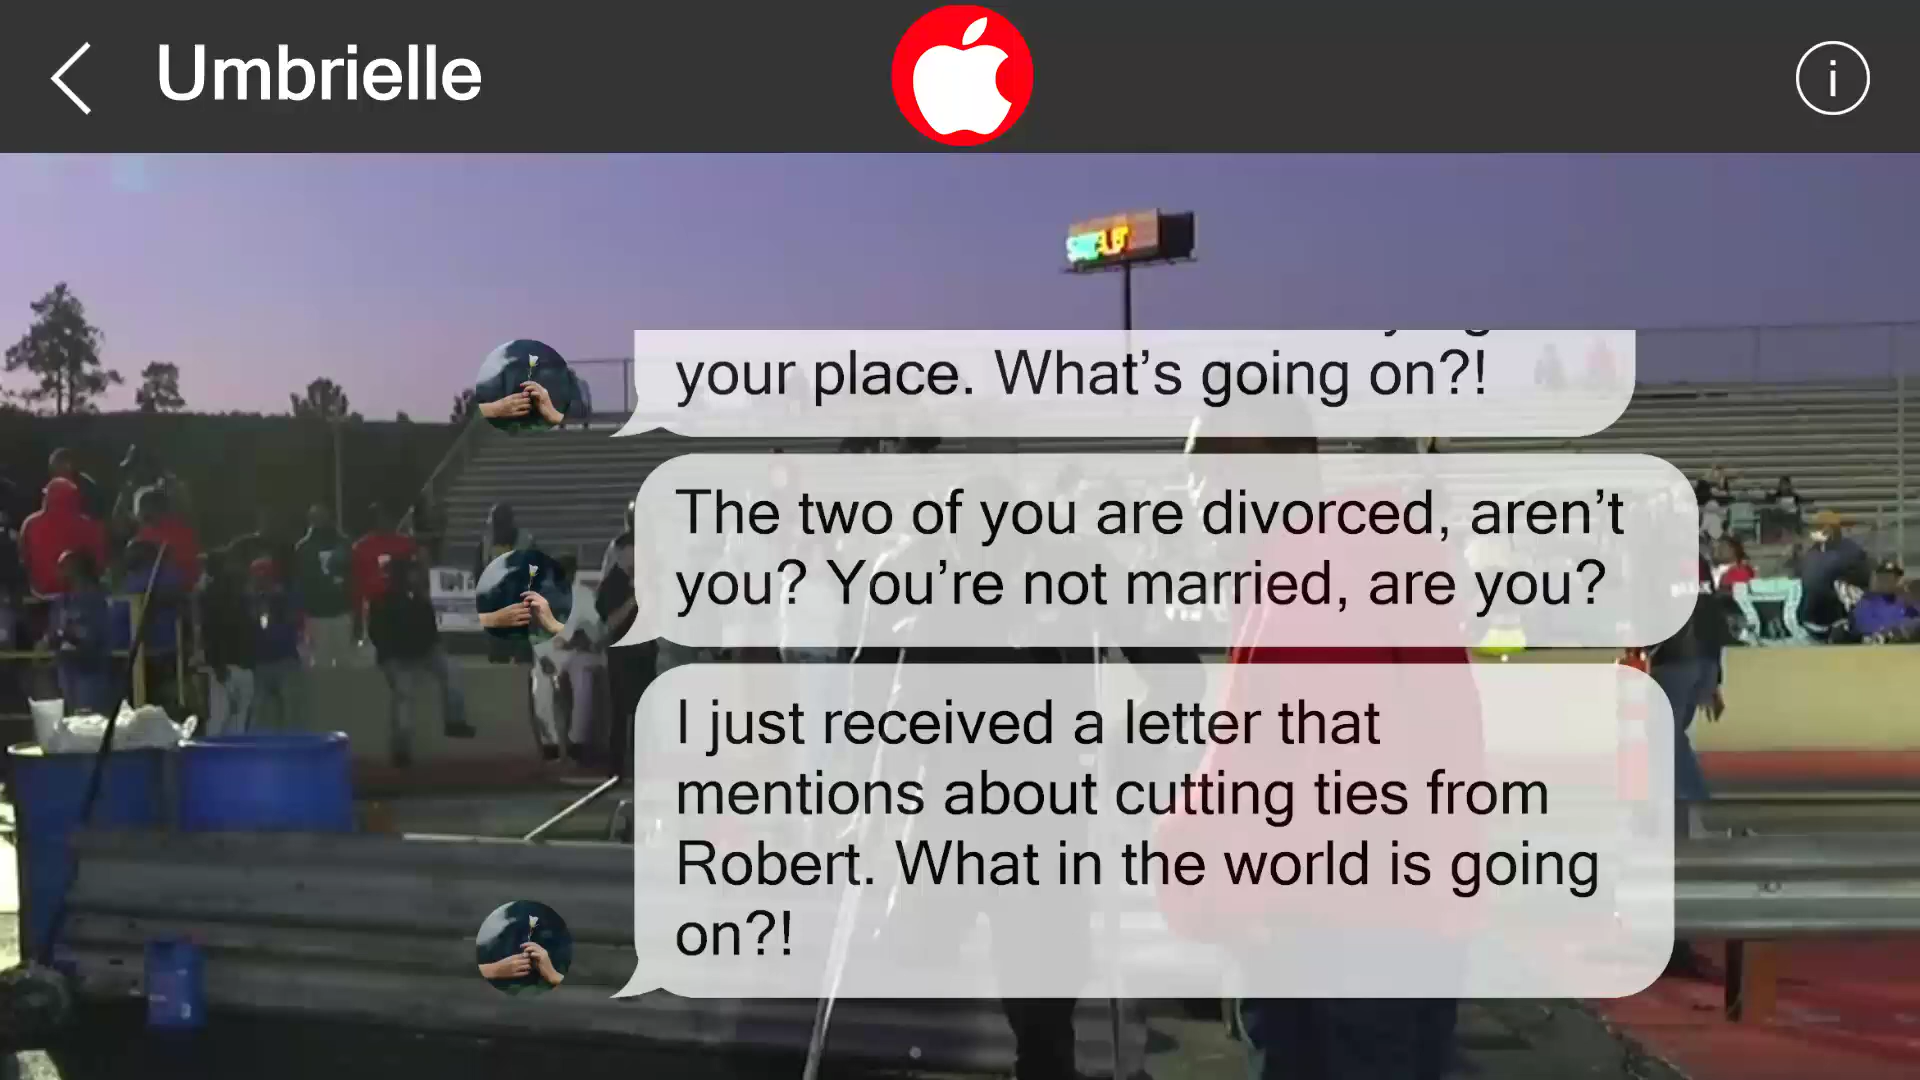 Umbrielle
your place. What's going on?!
The two of you are divorced, aren't
you? You're not married, are you?
I just received a letter that
mentions about cutting ties from
Robert. What in the world is going
on?!